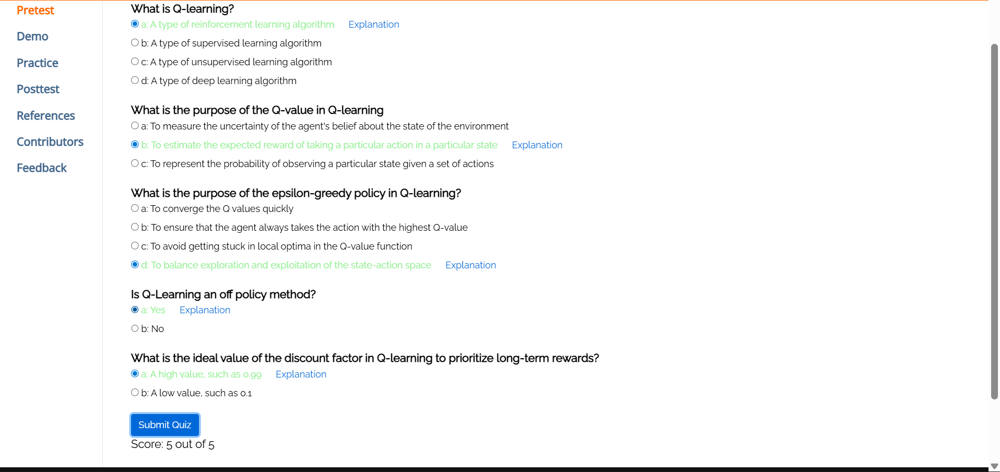 Pretest
Demo
Practice
Posttest
References
Contributors
Feedback
What is Q-learning?
a: A type of reinforcement learning algorithm Explanation
b: A type of supervised learning algorithm
c: A type of unsupervised learning algorithm
d: A type of deep learning algorithm
What is the purpose of the Q-value in Q-learning
a: To measure the uncertainty of the agent's belief about the state of the environment
b: To estimate the expected reward of taking a particular action in a particular state Explanation
c: To represent the probability of observing a particular state given a set of actions
What is the purpose of the epsilon-greedy policy in Q-learning?
a: To converge the Q values quickly
b: To ensure that the agent always takes the action with the highest Q-value
c: To avoid getting stuck in local optima in the Q-value function
d: To balance exploration and exploitation of the state-action space Explanation
Is Q-Learning an off policy method?
a: Yes Explanation
b: No
What is the ideal value of the discount factor in Q-learning to prioritize long-term rewards?
a: A high value, such as 0.99 Explanation
b: A low value, such as 0.1
Submit Quiz
Score: 5 out of 5